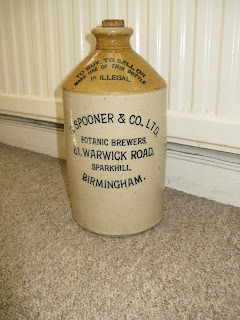 TO BUY, TO SELL OR
MAKE USE OF THIS BOTTLE
IS ILLEGAL.
SPOONER & CO., LTD.
BOTANIC BREWERS,
WARWICK ROAD,
SPARKHILL
BIRMINGHAM.